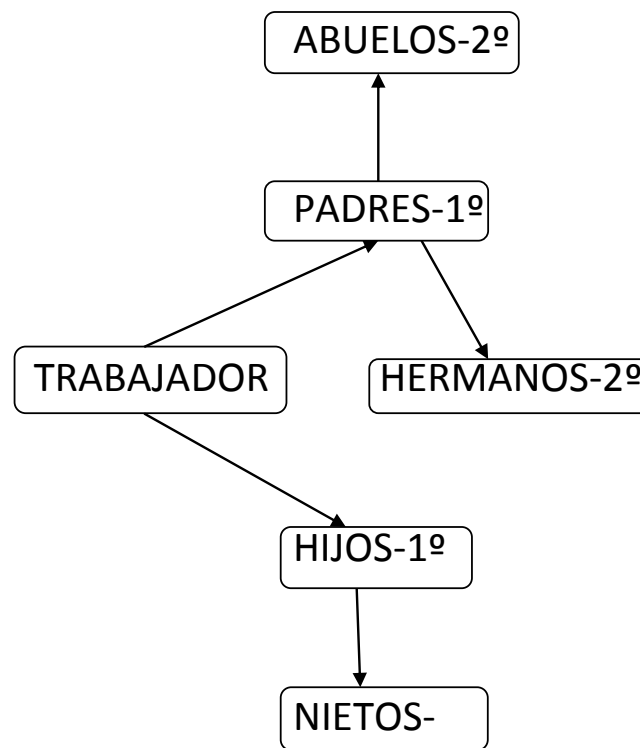 ABUELOS-2º
PADRES-1º
TRABAJADOR
HERMANOS-2º
HIJOS-1º
NIETOS-